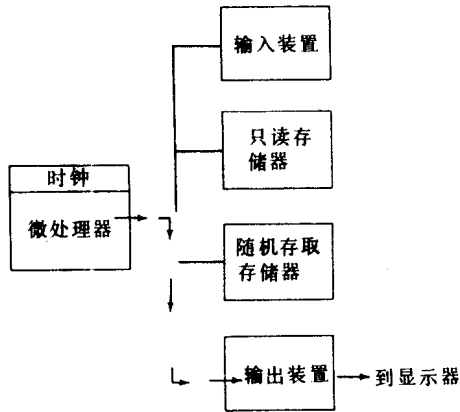 输入装置
只读存
储器
时钟
微处理器
随机存取
存储器
输出装置
到显示器